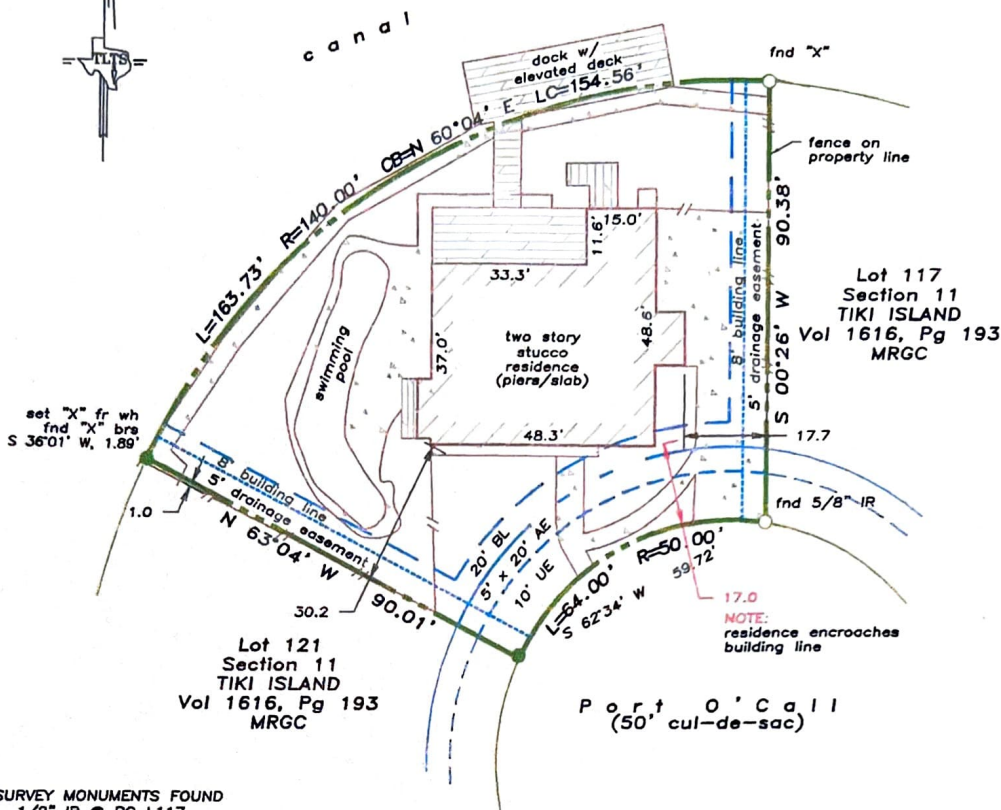 canal
TLTS
dock w/
elevated deck
fnd "X"
CB=N 60°04' E LC=154.56'
fence on
property line
R=140.00'
L=163.73'
15.0'
11.6'
33.3'
37.0'
48.6'
48.3'
two story
stucco
residence
(piers/slab)
swimming
pool
8' building line
5' drainage easement
S 00°26' W 90.38'
Lot 117
Section 11
TIKI ISLAND
Vol 1616, Pg 193
MRGC
set "X" fr wh
fnd "X" brs
S 36°01' W, 1.89'
17.7
8' building line
5' drainage easement
1.0
N 63°04' W 90.01'
fnd 5/8" IR
20' BL
5' x 20' AE
10' UE
R=50.00'
L=64.00'
S 62°34' W 59.72'
30.2
17.0
NOTE:
residence encroaches
building line
Lot 121
Section 11
TIKI ISLAND
Vol 1616, Pg 193
MRGC
Port O'Call
(50' cul-de-sac)
SURVEY MONUMENTS FOUND